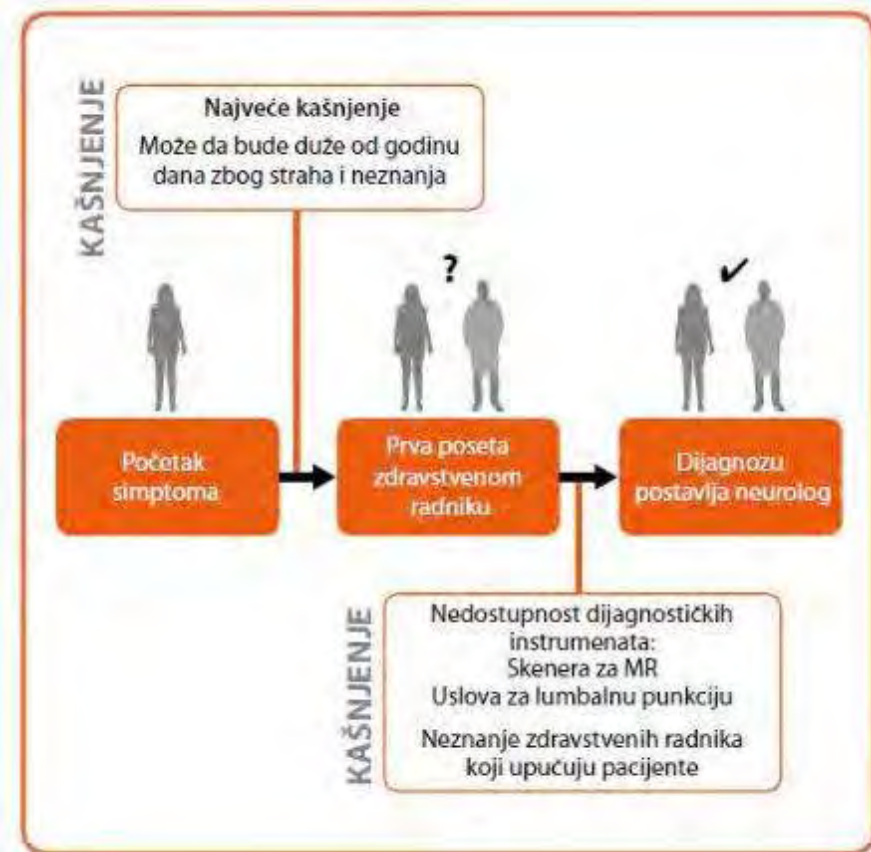 KAŠNJENJE
Najveće kašnjenje
Može da bude duže od godinu
dana zbog straha i neznanja
?
Početak
simptoma
Prva poseta
zdravstvenom
radniku
Dijagnozu
postavlja neurolog
KAŠNJENJE
Nedostupnost dijagnostičkih
instrumenata:
Skenera za MR
Uslova za lumbalnu punkciju
Neznanje zdravstvenih radnika
koji upućuju pacijente